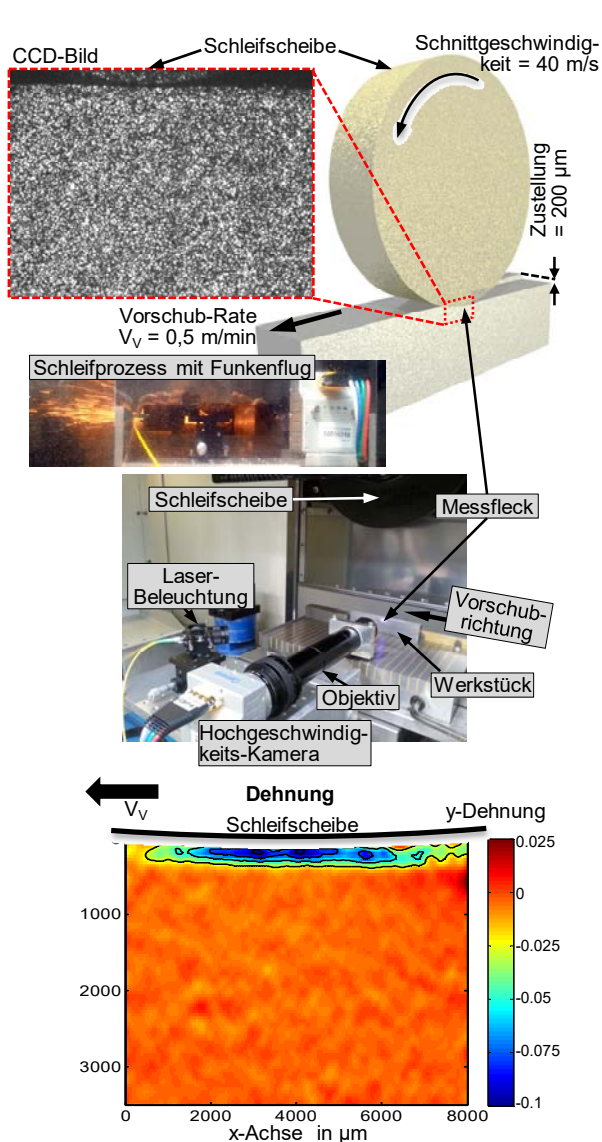 CCD-Bild
Schleifscheibe
Schnittgeschwindig-
keit = 40 m/s
Zustellung
= 200 µm
Vorschub-Rate
V_V = 0,5 m/min
Schleifprozess mit Funkenflug
Schleifscheibe
Messfleck
Laser-
Beleuchtung
Vorschub-
richtung
Werkstück
Objektiv
Hochgeschwindig-
keits-Kamera
V_V
Dehnung
y-Dehnung
Schleifscheibe
0.025
0
-0.025
-0.05
-0.075
-0.1
1000
2000
3000
0
2000
4000
6000
8000
x-Achse in µm